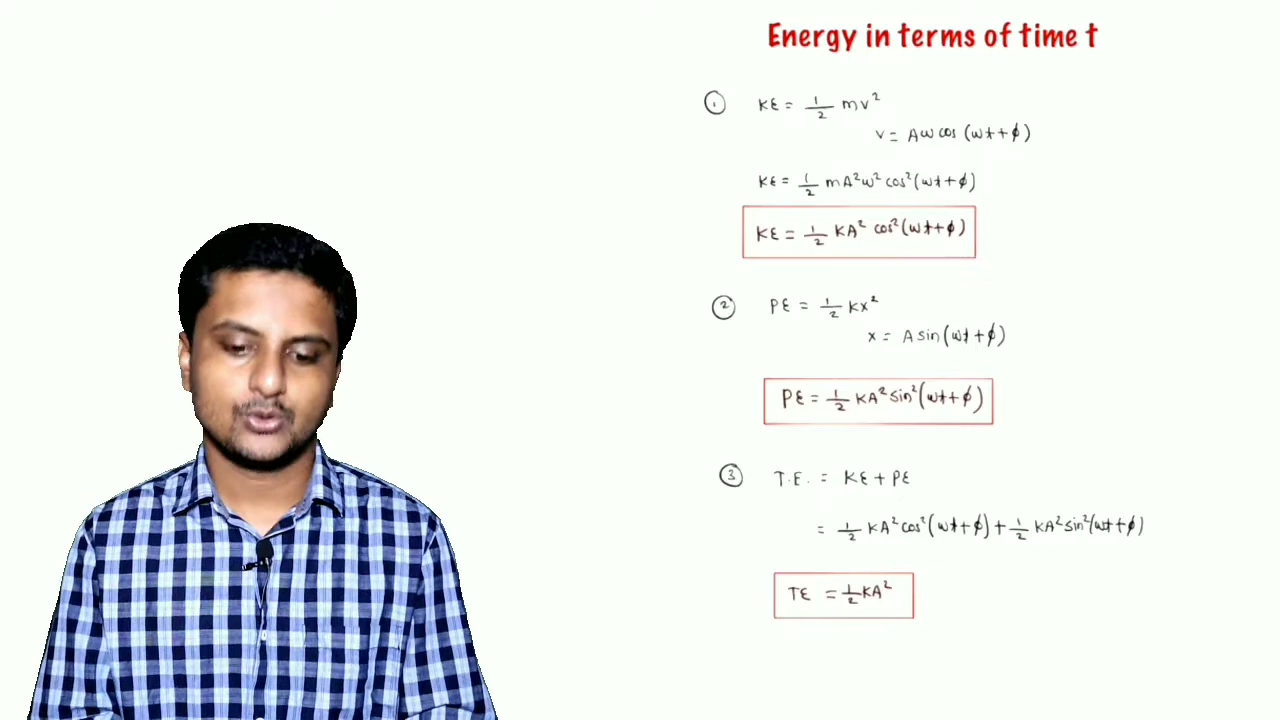 Energy in terms of time t
① KE = 1/2 mv²
v = Aω cos (ωt+φ)
KE = 1/2 mA²ω² cos² (ωt+φ)
KE = 1/2 KA² cos² (ωt+φ)
② PE = 1/2 Kx²
x = A sin (ωt+φ)
PE = 1/2 KA² sin² (ωt+φ)
③ T.E. = KE + PE
= 1/2 KA² cos² (ωt+φ) + 1/2 KA² sin² (ωt+φ)
TE = 1/2 KA²